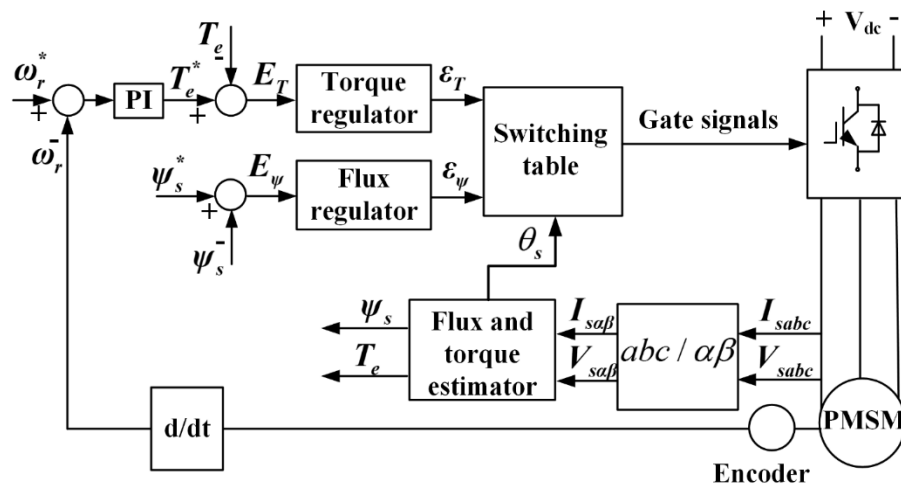 + V_dc -
T_e
-
ω_r^*
+
PI
T_e^*
+
E_T
Torque
regulator
ε_T
Switching
table
Gate signals
ω_r
-
ψ_s^*
+
E_ψ
Flux
regulator
ε_ψ
ψ_s
-
θ_s
ψ_s
T_e
Flux and
torque
estimator
I_sαβ
V_sαβ
abc / αβ
I_sabc
V_sabc
d/dt
PMSM
Encoder